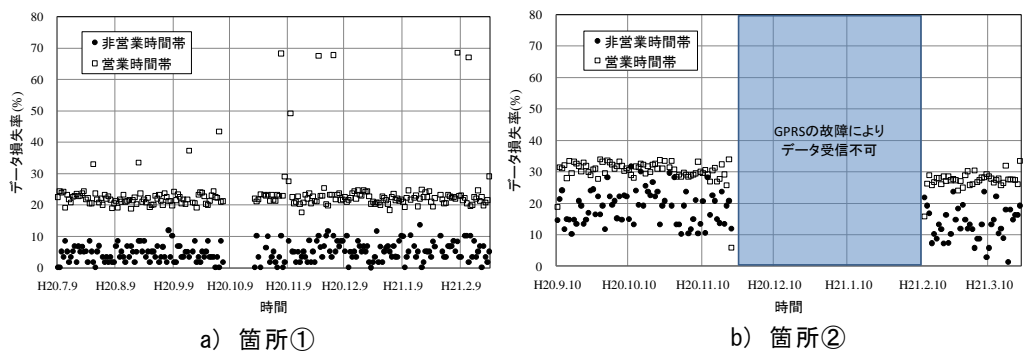 80
70
60
50
40
30
20
10
0
データ損失率(%)
● 非営業時間帯
□ 営業時間帯
H20.7.9 H20.8.9 H20.9.9 H20.10.9 H20.11.9 H20.12.9 H21.1.9 H21.2.9
時間
a) 箇所①
80
70
60
50
40
30
20
10
0
データ損失率(%)
● 非営業時間帯
□ 営業時間帯
GPRSの故障により
データ受信不可
H20.9.10 H20.10.10 H20.11.10 H20.12.10 H21.1.10 H21.2.10 H21.3.10
時間
b) 箇所②